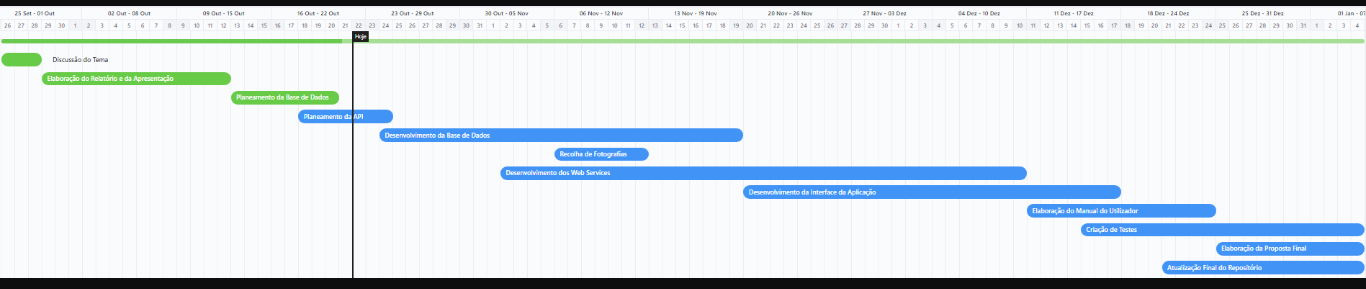 25 Set - 01 Out 02 Out - 08 Out 09 Out - 15 Out 16 Out - 22 Out 23 Out - 29 Out 30 Out - 05 Nov 06 Nov - 12 Nov 13 Nov - 19 Nov 20 Nov - 26 Nov 27 Nov - 03 Dez 04 Dez - 10 Dez 11 Dez - 17 Dez 18 Dez - 24 Dez 25 Dez - 31 Dez 01 Jan - 07
26 27 28 29 30 1 2 3 4 5 6 7 8 9 10 11 12 13 14 15 16 17 18 19 20 21 22 23 24 25 26 27 28 29 30 31 1 2 3 4 5 6 7 8 9 10 11 12 13 14 15 16 17 18 19 20 21 22 23 24 25 26 27 28 29 30 1 2 3 4 5 6 7 8 9 10 11 12 13 14 15 16 17 18 19 20 21 22 23 24 25 26 27 28 29 30 31 1 2 3 4
Hoje
Discussão do Tema
Elaboração do Relatório e da Apresentação
Planeamento da Base de Dados
Planeamento da API
Desenvolvimento da Base de Dados
Recolha de Fotografias
Desenvolvimento dos Web Services
Desenvolvimento da Interface da Aplicação
Elaboração do Manual do Utilizador
Criação de Testes
Elaboração da Proposta Final
Atualização Final do Repositório